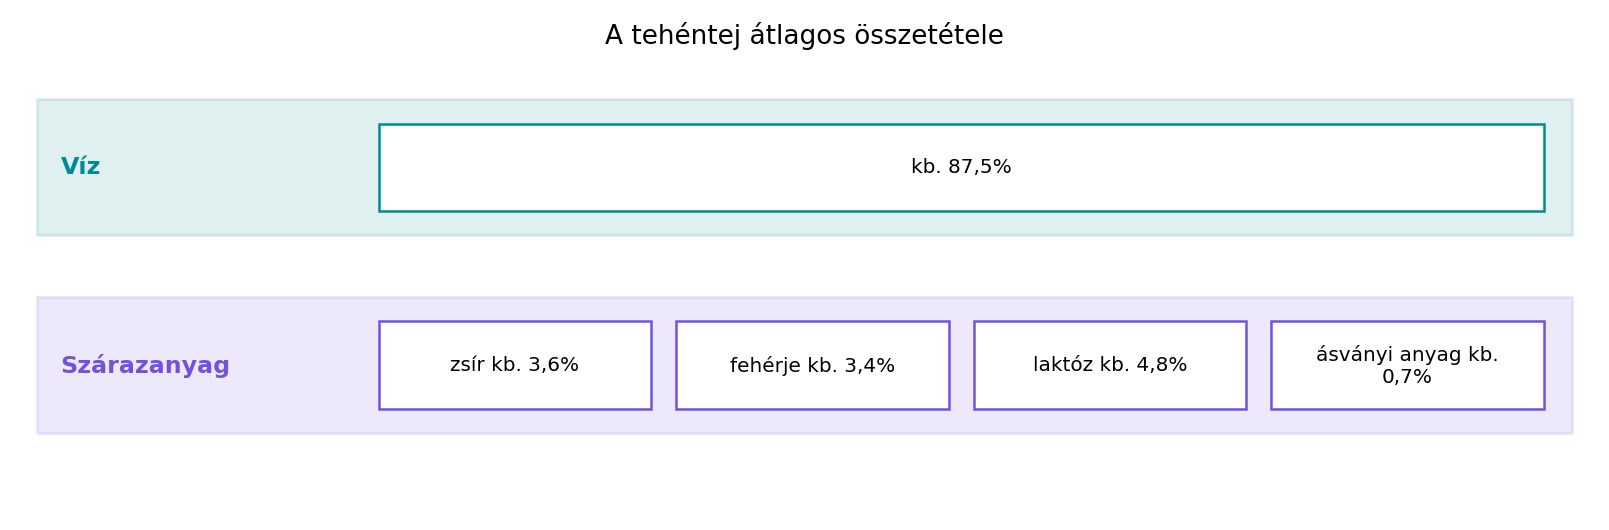 A tehéntej átlagos összetétele
Víz
kb. 87,5%
Szárazanyag
zsír kb. 3,6%
fehérje kb. 3,4%
laktóz kb. 4,8%
ásványi anyag kb.
0,7%